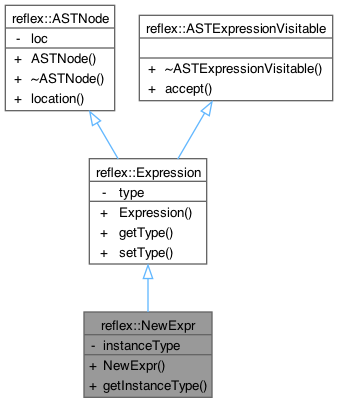 reflex::ASTNode
- loc
+ ASTNode()
+ ~ASTNode()
+ location()
reflex::ASTExpressionVisitable
+ ~ASTExpressionVisitable()
+ accept()
reflex::Expression
- type
+ Expression()
+ getType()
+ setType()
reflex::NewExpr
- instanceType
+ NewExpr()
+ getInstanceType()